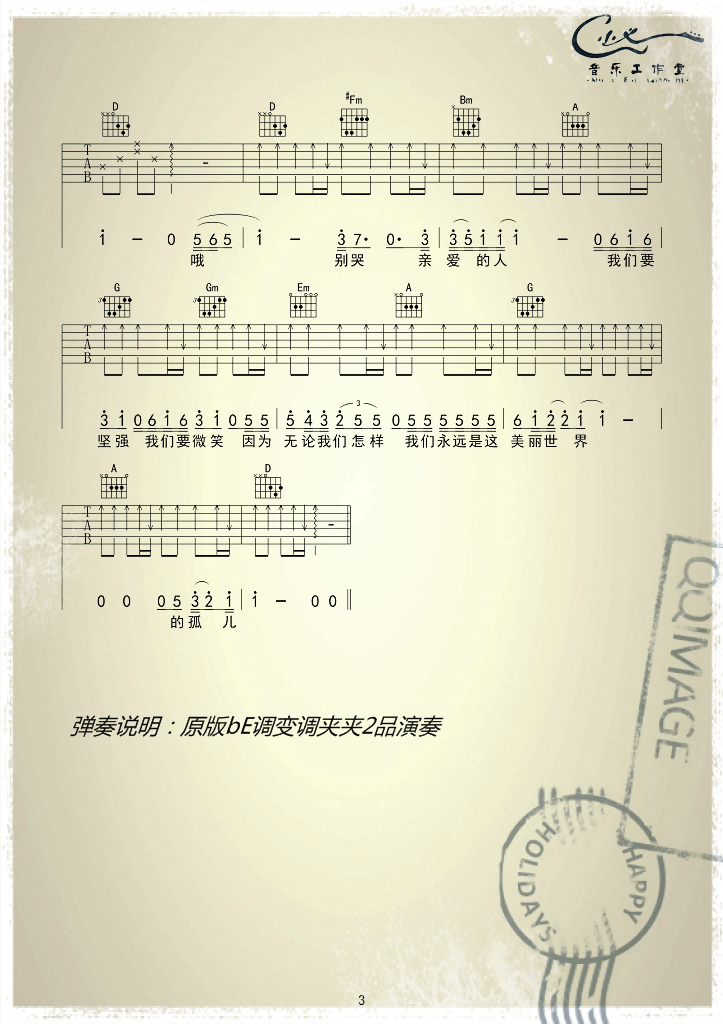 音乐工作室
D D #Fm Bm A
T
A
B
1 — 0 5 6 5 1 — 3 7· 0· 3 3 5 1 1 1 — 0 6 1 6
哦 别哭 亲 爱 的人 我们要
G Gm Em A G
T
A
B
3 1 0 6 1 6 3 1 0 5 5 5 4 3 2 5 5 0 5 5 5 5 5 5 6 1 2 2 1 1 —
3
坚强 我们要微笑 因为 无论我们怎样 我们永远是这 美丽世 界
A D
T
A
B
0 0 0 5 3 2 1 1 — 0 0
的孤 儿
弹奏说明：原版bE调变调夹夹2品演奏
QQIMAGE
HAPPY
HOLIDAYS
3